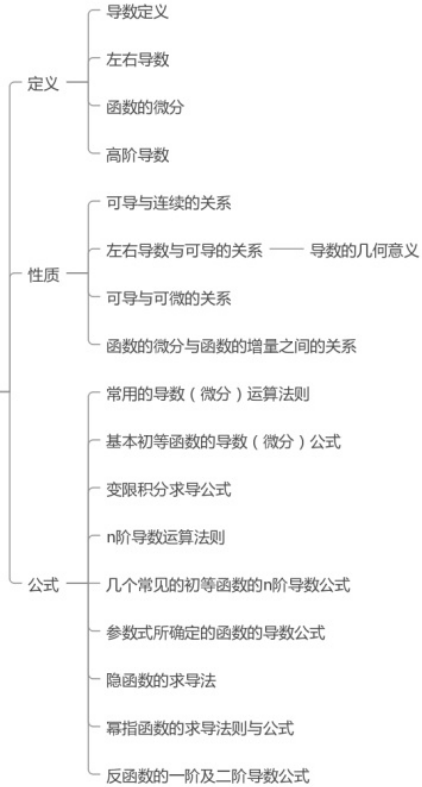 导数定义
左右导数
定义
函数的微分
高阶导数
可导与连续的关系
左右导数与可导的关系 导数的几何意义
性质
可导与可微的关系
函数的微分与函数的增量之间的关系
常用的导数（微分）运算法则
基本初等函数的导数（微分）公式
变限积分求导公式
n阶导数运算法则
公式 几个常见的初等函数的n阶导数公式
参数式所确定的函数的导数公式
隐函数的求导法
幂指函数的求导法则与公式
反函数的一阶及二阶导数公式